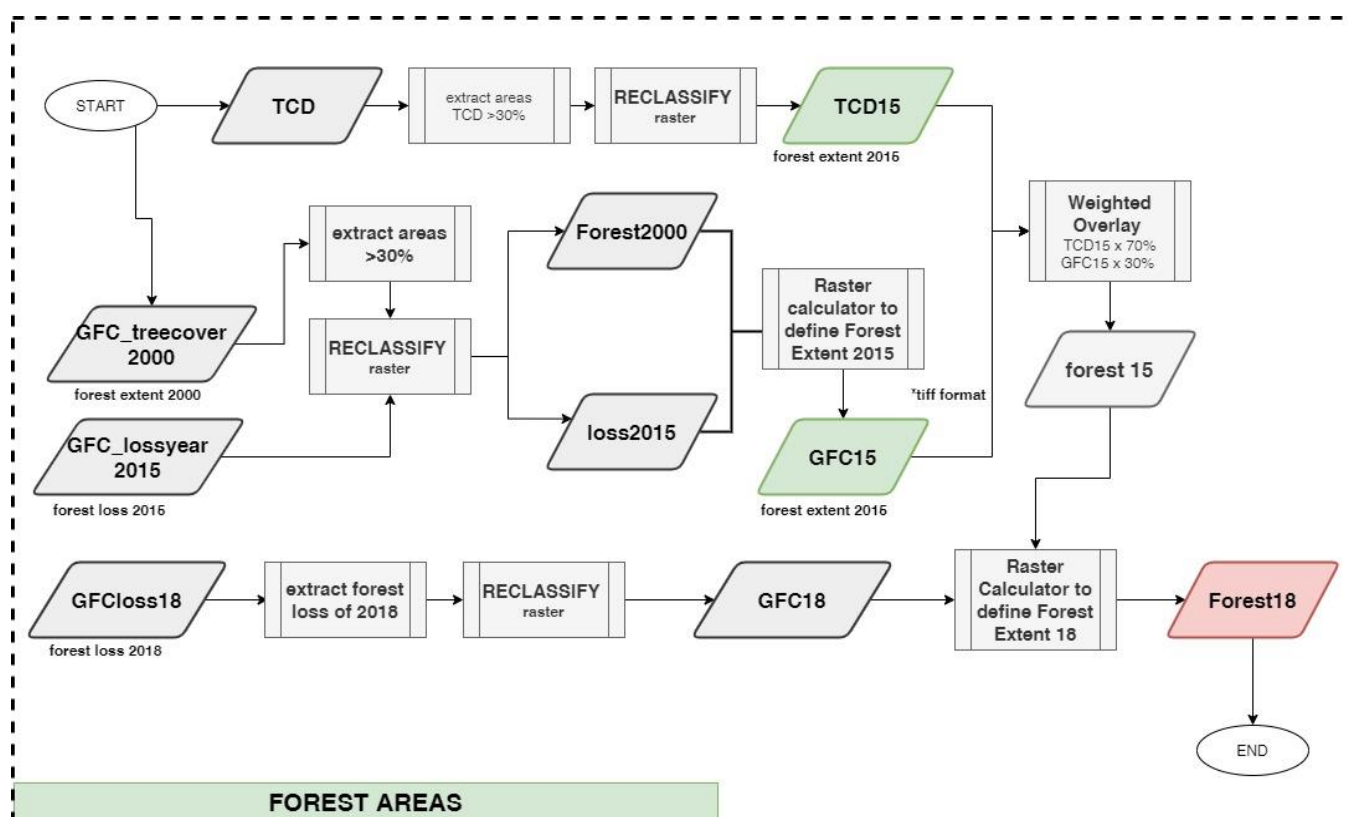 START
TCD
extract areas
TCD >30%
RECLASSIFY
raster
TCD15
forest extent 2015
Forest2000
Weighted
Overlay
TCD15 x 70%
GFC15 x 30%
extract areas
>30%
GFC_treecover
2000
forest extent 2000
RECLASSIFY
raster
Raster
calculator to
define Forest
Extent 2015
forest 15
*tiff format
GFC_lossyear
2015
forest loss 2015
loss2015
GFC15
forest extent 2015
GFCloss18
forest loss 2018
extract forest
loss of 2018
RECLASSIFY
raster
GFC18
Raster
Calculator to
define Forest
Extent 18
Forest18
END
FOREST AREAS